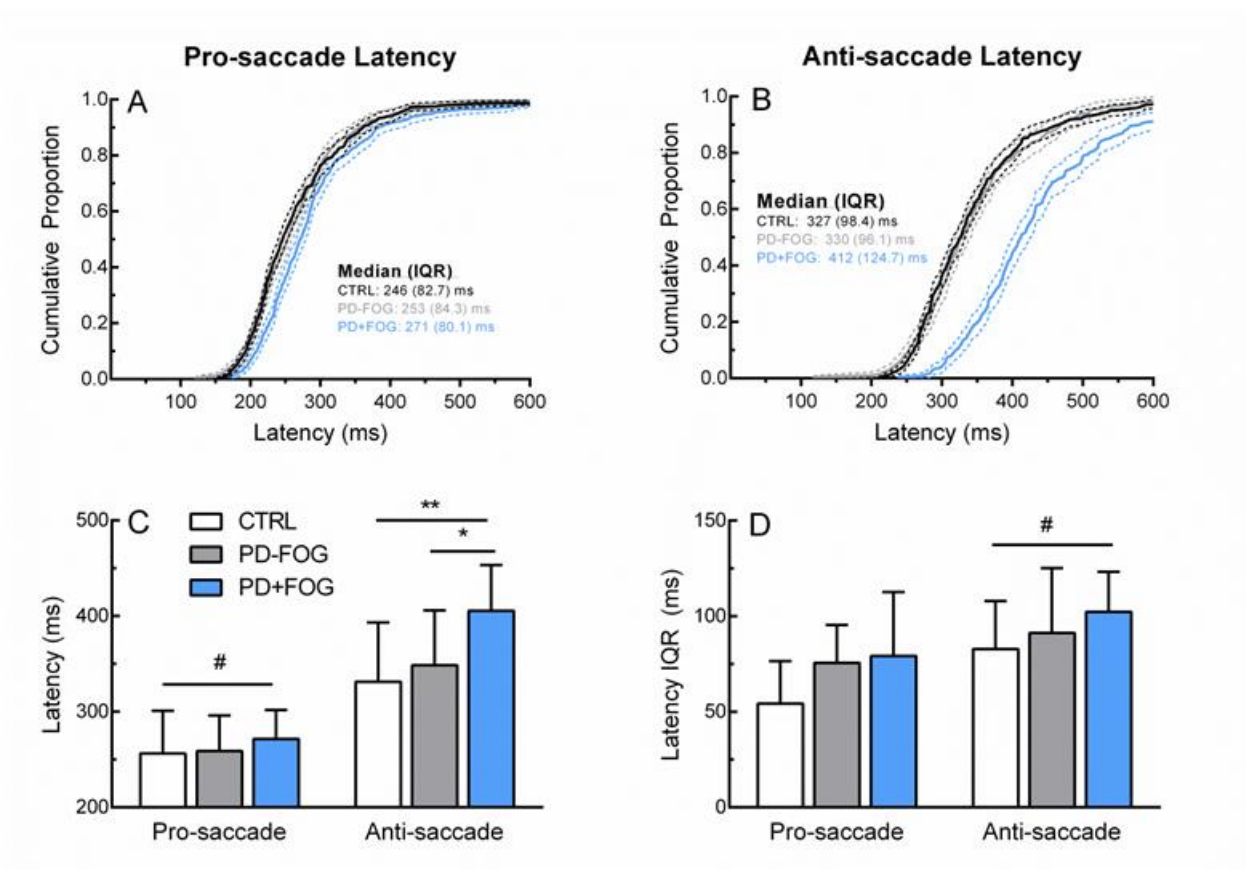 Pro-saccade Latency
A
1.0
0.8
0.6
0.4
0.2
0.0
Cumulative Proportion
Median (IQR)
CTRL: 246 (82.7) ms
PD-FOG: 253 (84.3) ms
PD+FOG: 271 (80.1) ms
100 200 300 400 500 600
Latency (ms)
Anti-saccade Latency
B
1.0
0.8
0.6
0.4
0.2
0.0
Cumulative Proportion
Median (IQR)
CTRL: 327 (98.4) ms
PD-FOG: 330 (96.1) ms
PD+FOG: 412 (124.7) ms
100 200 300 400 500 600
Latency (ms)
C
500
400
300
200
Latency (ms)
CTRL
PD-FOG
PD+FOG
#
**
*
Pro-saccade Anti-saccade
D
150
100
50
0
Latency IQR (ms)
#
Pro-saccade Anti-saccade